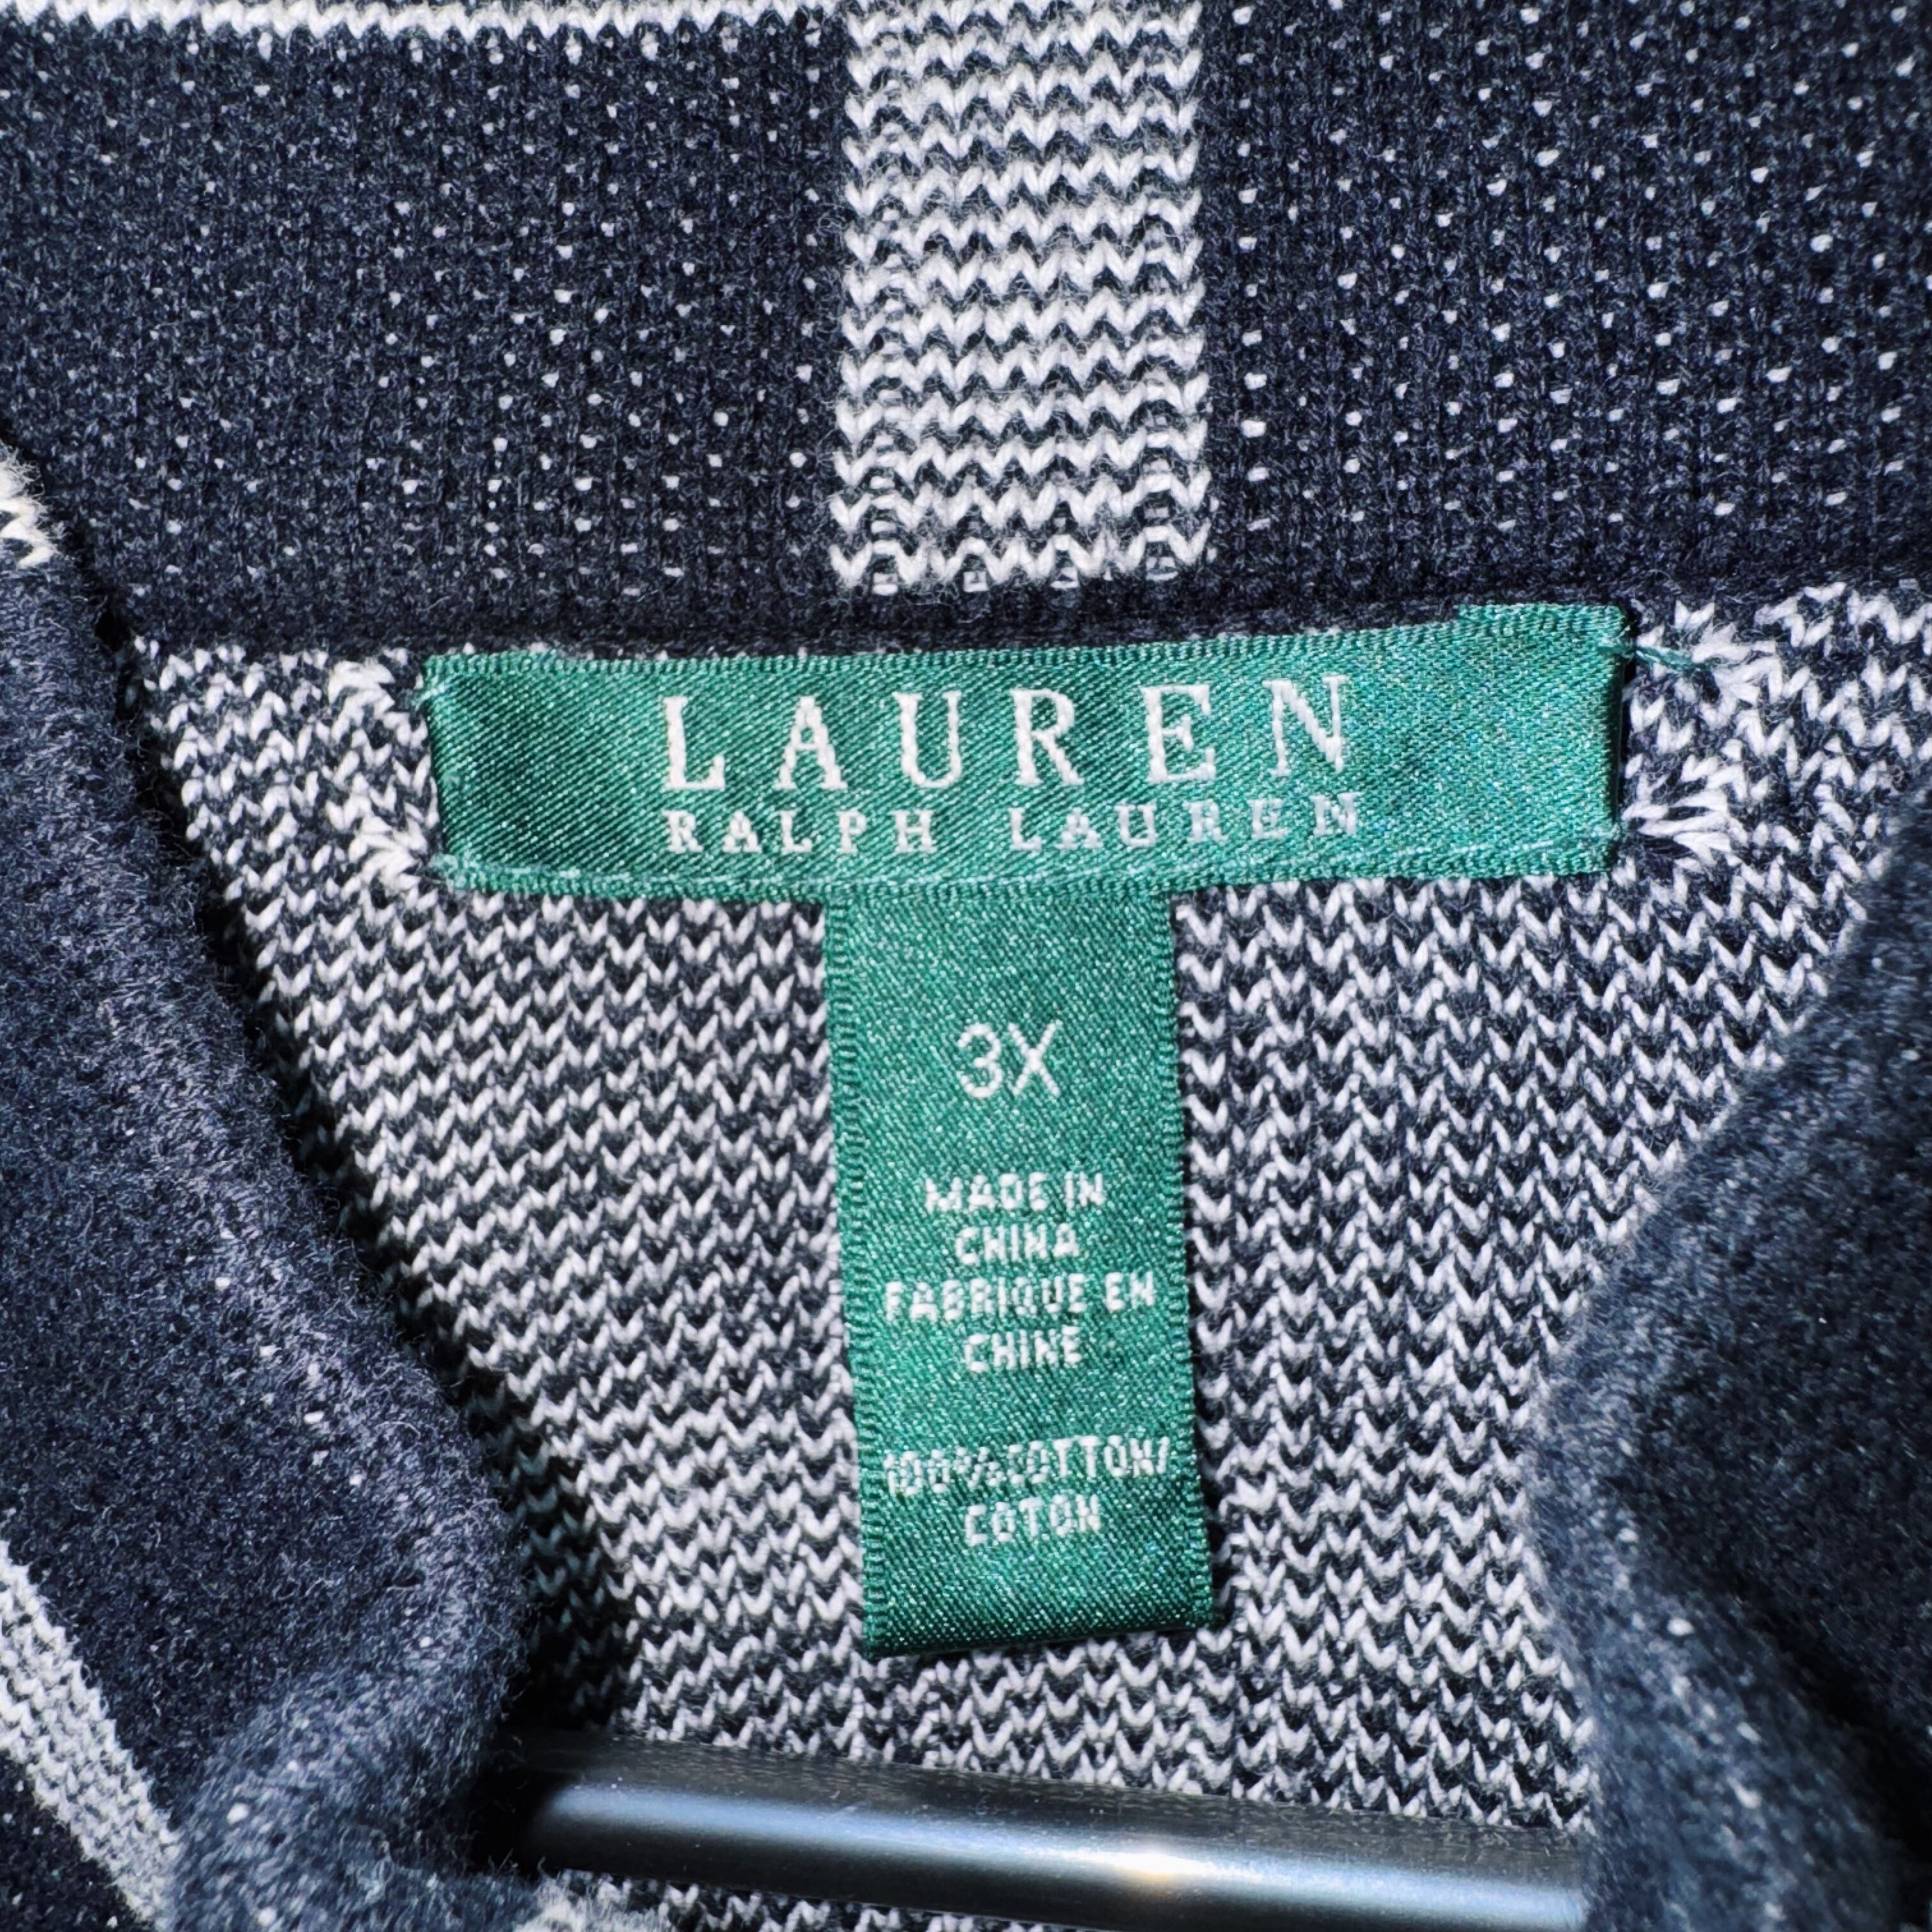 LAUREN
RALPH LAUREN
3X
MADE IN
CHINA
FABRIQUE EN
CHINE
100%COTTON/
COTON